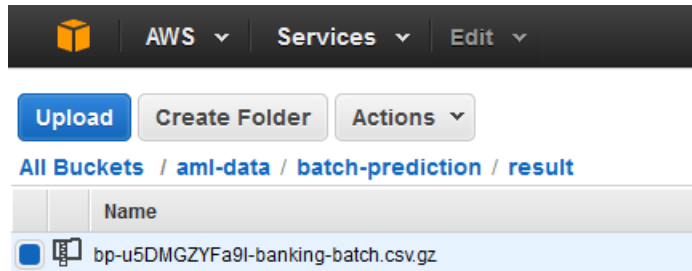 AWS Services Edit
Upload Create Folder Actions
All Buckets / aml-data / batch-prediction / result
Name
bp-u5DMGZYFa9I-banking-batch.csv.gz